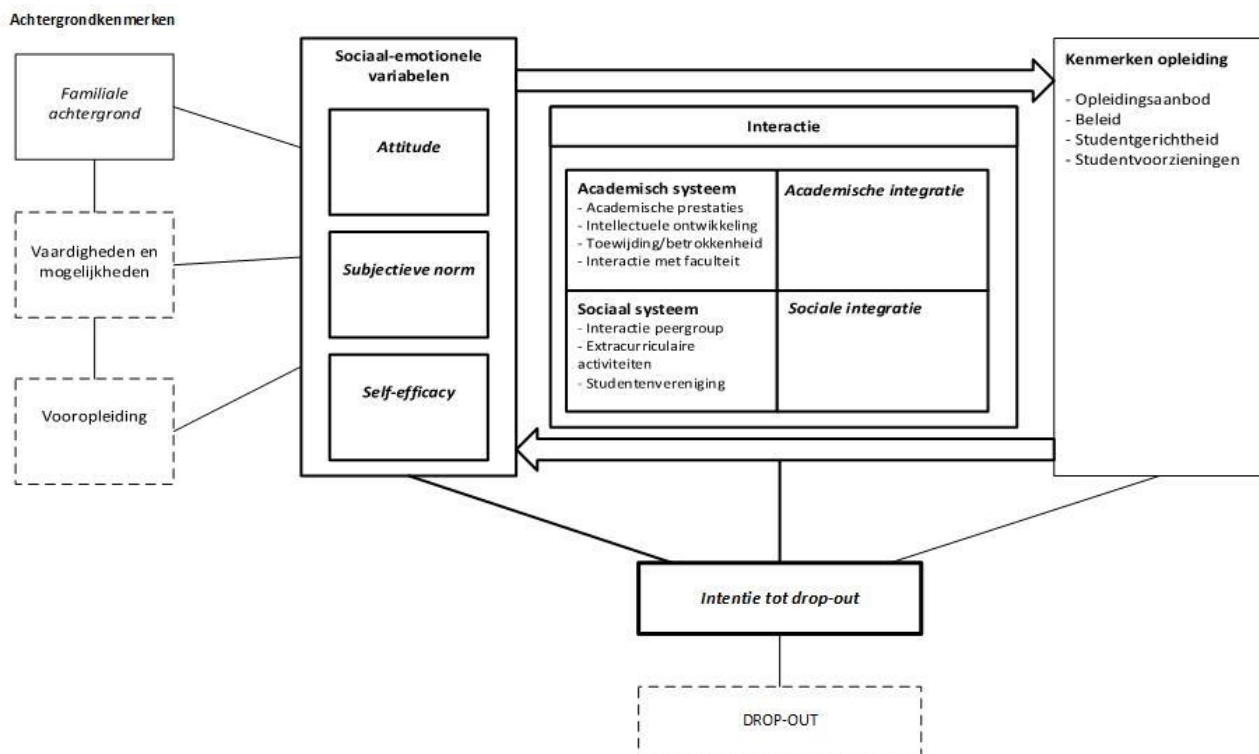 Achtergrondkenmerken
Familiale
achtergrond
Vaardigheden en
mogelijkheden
Vooropleiding
Sociaal-emotionele
variabelen
Attitude
Subjectieve norm
Self-efficacy
Interactie
Academisch systeem
- Academische prestaties
- Intellectuele ontwikkeling
- Toewijding/betrokkenheid
- Interactie met faculteit
Academische integratie
Sociaal systeem
- Interactie peergroup
- Extracurriculaire
activiteiten
- Studentenvereniging
Sociale integratie
Kenmerken opleiding
- Opleidingsaanbod
- Beleid
- Studentgerichtheid
- Studentvoorzieningen
Intentie tot drop-out
DROP-OUT